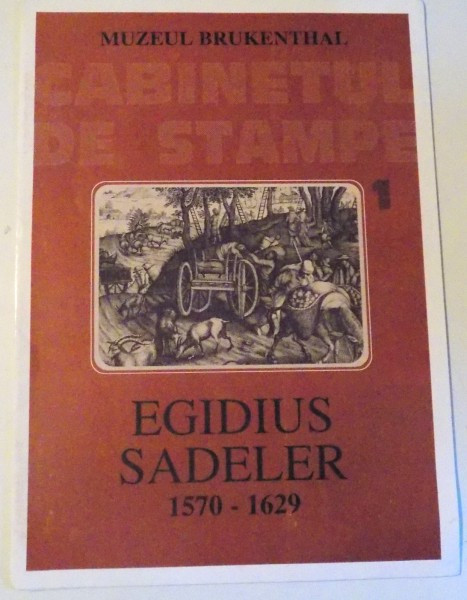 MUZEUL BRUKENTHAL
CABINETUL
DE STAMPE
1
EGIDIUS
SADELER
1570 - 1629